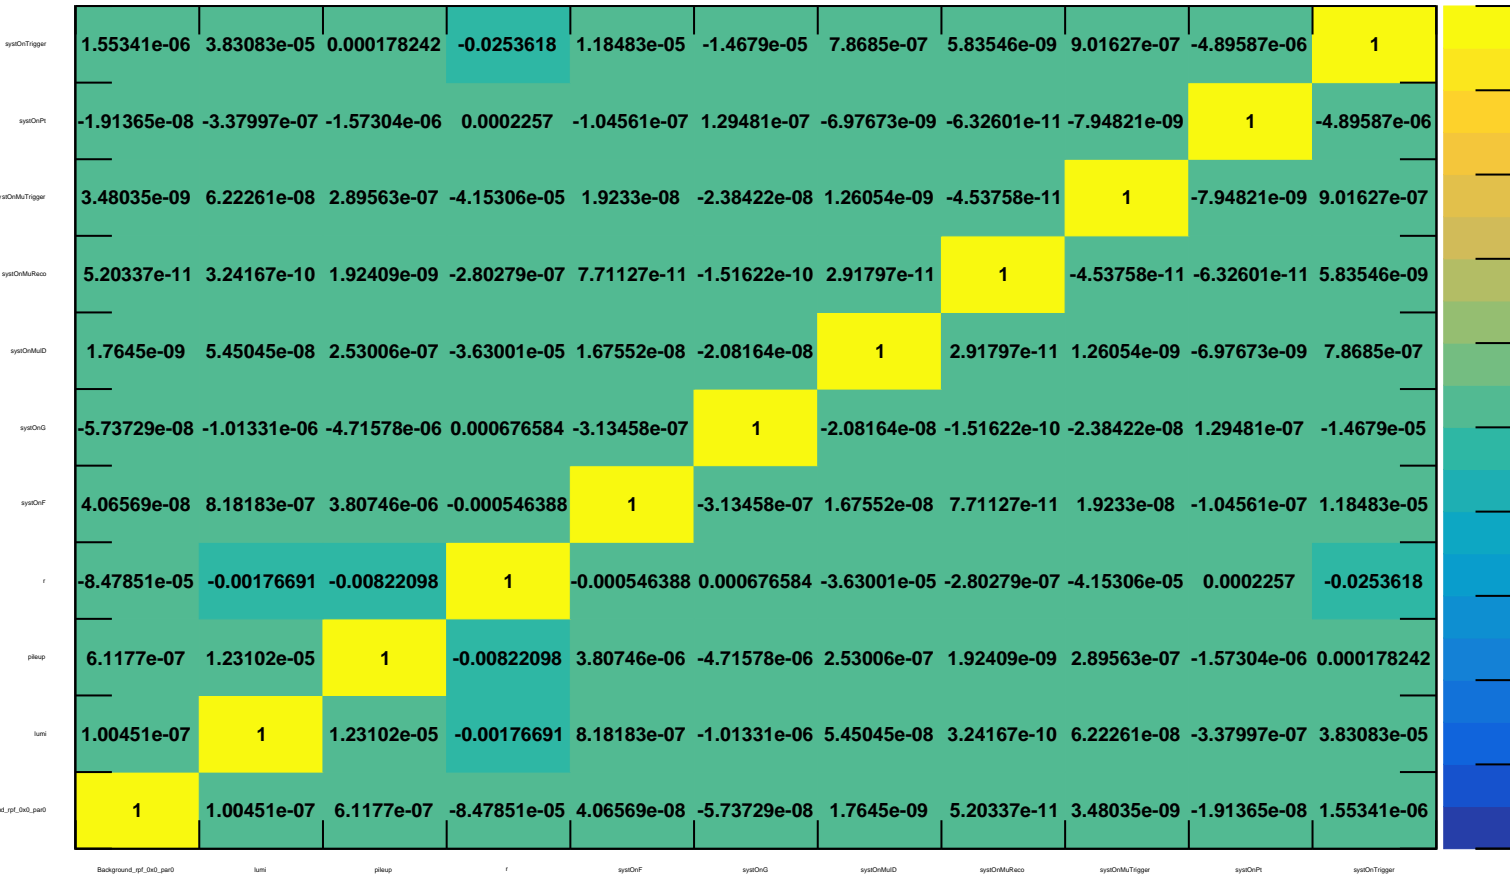 systOnTrigger 1.55341e-06 3.83083e-05 0.000178242 -0.0253618 1.18483e-05 -1.4679e-05 7.8685e-07 5.83546e-09 9.01627e-07 -4.89587e-06 1
systOnPt -1.91365e-08 -3.37997e-07 -1.57304e-06 0.0002257 -1.04561e-07 1.29481e-07 -6.97673e-09 -6.32601e-11 -7.94821e-09 1 -4.89587e-06
stOnMuTrigger 3.48035e-09 6.22261e-08 2.89563e-07 -4.15306e-05 1.9233e-08 -2.38422e-08 1.26054e-09 -4.53758e-11 1 -7.94821e-09 9.01627e-07
systOnMuReco 5.20337e-11 3.24167e-10 1.92409e-09 -2.80279e-07 7.71127e-11 -1.51622e-10 2.91797e-11 1 -4.53758e-11 -6.32601e-11 5.83546e-09
systOnMuID 1.7645e-09 5.45045e-08 2.53006e-07 -3.63001e-05 1.67552e-08 -2.08164e-08 1 2.91797e-11 1.26054e-09 -6.97673e-09 7.8685e-07
systOnG -5.73729e-08 -1.01331e-06 -4.71578e-06 0.000676584 -3.13458e-07 1 -2.08164e-08 -1.51622e-10 -2.38422e-08 1.29481e-07 -1.4679e-05
systOnF 4.06569e-08 8.18183e-07 3.80746e-06 -0.000546388 1 -3.13458e-07 1.67552e-08 7.71127e-11 1.9233e-08 -1.04561e-07 1.18483e-05
r -8.47851e-05 -0.00176691 -0.00822098 1 -0.000546388 0.000676584 -3.63001e-05 -2.80279e-07 -4.15306e-05 0.0002257 -0.0253618
pileup 6.1177e-07 1.23102e-05 1 -0.00822098 3.80746e-06 -4.71578e-06 2.53006e-07 1.92409e-09 2.89563e-07 -1.57304e-06 0.000178242
lumi 1.00451e-07 1 1.23102e-05 -0.00176691 8.18183e-07 -1.01331e-06 5.45045e-08 3.24167e-10 6.22261e-08 -3.37997e-07 3.83083e-05
d_rpf_0x0_par0 1 1.00451e-07 6.1177e-07 -8.47851e-05 4.06569e-08 -5.73729e-08 1.7645e-09 5.20337e-11 3.48035e-09 -1.91365e-08 1.55341e-06
Background_rpf_0x0_par0 lumi pileup r systOnF systOnG systOnMuID systOnMuReco systOnMuTrigger systOnPt systOnTrigger